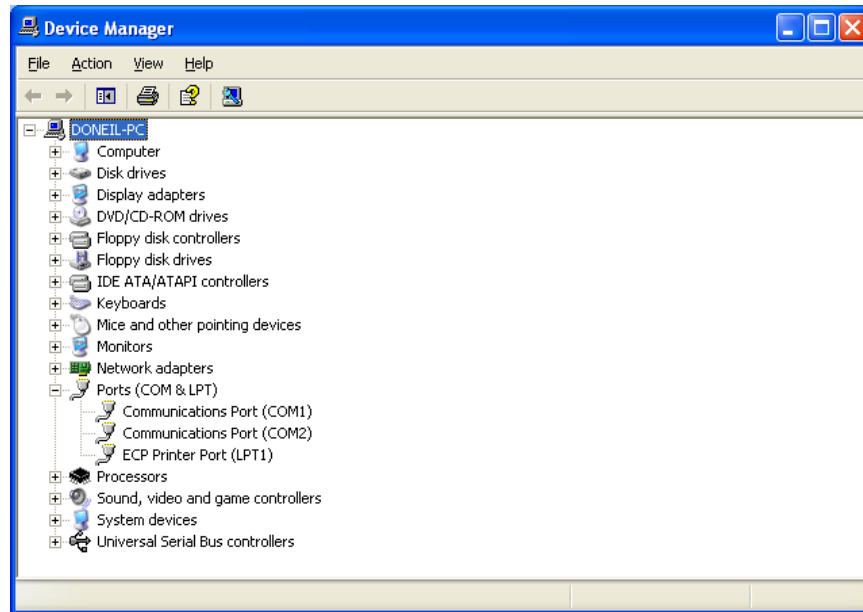 Device Manager
File Action View Help
DONEIL-PC
Computer
Disk drives
Display adapters
DVD/CD-ROM drives
Floppy disk controllers
Floppy disk drives
IDE ATA/ATAPI controllers
Keyboards
Mice and other pointing devices
Monitors
Network adapters
Ports (COM & LPT)
Communications Port (COM1)
Communications Port (COM2)
ECP Printer Port (LPT1)
Processors
Sound, video and game controllers
System devices
Universal Serial Bus controllers